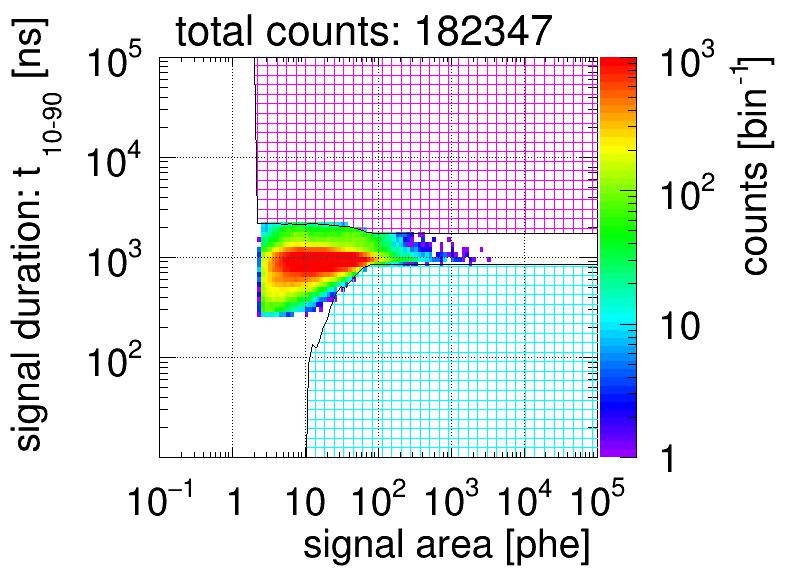 total counts: 182347
signal duration: t 10-90 [ns]
10^5
10^4
10^3
10^2
10^−1 1 10 10^2 10^3 10^4 10^5
signal area [phe]
10^3
10^2
10
1
counts [bin^-1]